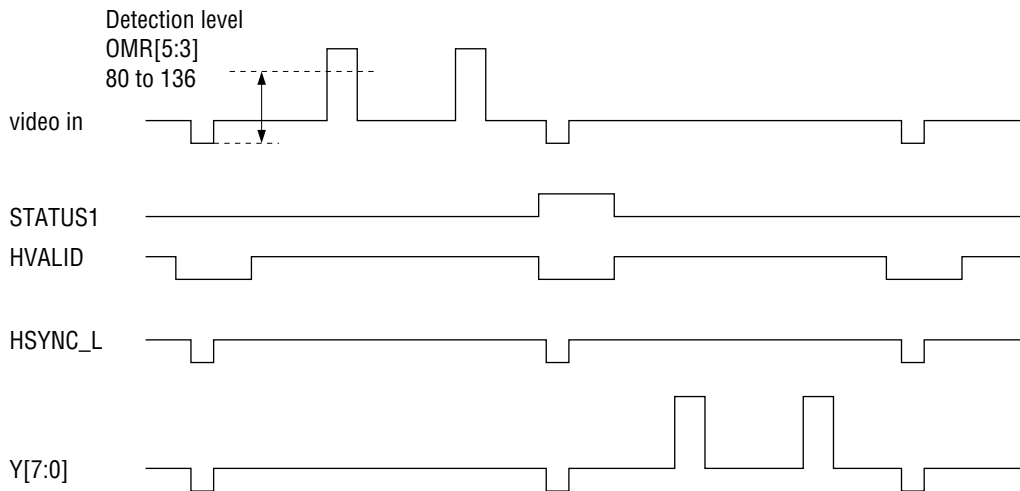 Detection level
OMR[5:3]
80 to 136
video in
STATUS1
HVALID
HSYNC_L
Y[7:0]